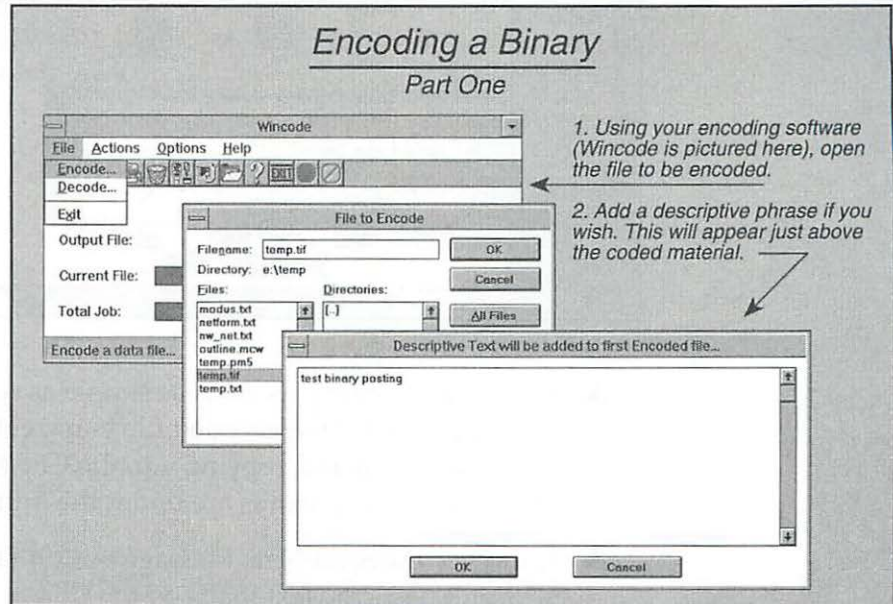 Encoding a Binary
Part One
Wincode
File Actions Options Help
Encode...
Decode...
Exit
EXIT
Output File:
Current File:
Total Job:
Encode a data file...
File to Encode
Filename: temp.tif
OK
Directory: e:\temp
Cancel
Files:
Directories:
[..]
All Files
modus.txt
netform.txt
nw_net.txt
outline.mcw
temp.pm5
temp.tif
temp.txt
Descriptive Text will be added to first Encoded file...
test binary posting
OK
Cancel
1. Using your encoding software
(Wincode is pictured here), open
the file to be encoded.
2. Add a descriptive phrase if you
wish. This will appear just above
the coded material.